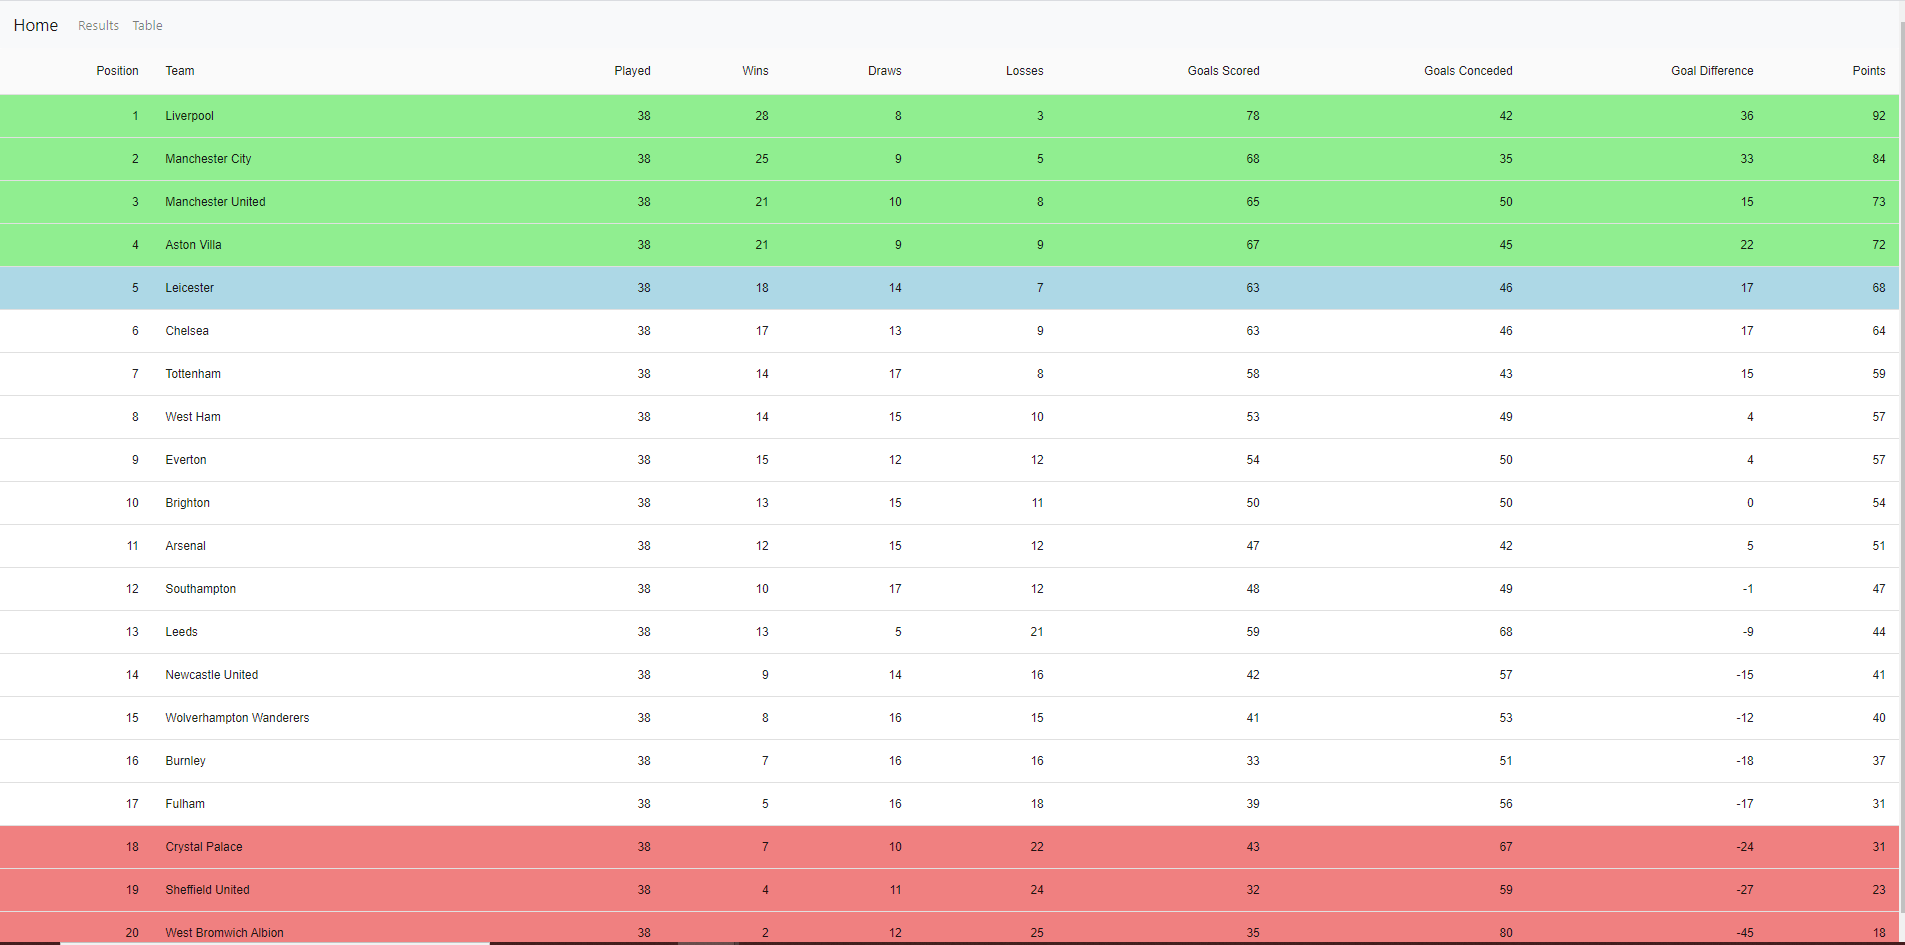 Home Results Table
Position Team Played Wins Draws Losses Goals Scored Goals Conceded Goal Difference Points
1 Liverpool 38 28 8 3 78 42 36 92
2 Manchester City 38 25 9 5 68 35 33 84
3 Manchester United 38 21 10 8 65 50 15 73
4 Aston Villa 38 21 9 9 67 45 22 72
5 Leicester 38 18 14 7 63 46 17 68
6 Chelsea 38 17 13 9 63 46 17 64
7 Tottenham 38 14 17 8 58 43 15 59
8 West Ham 38 14 15 10 53 49 4 57
9 Everton 38 15 12 12 54 50 4 57
10 Brighton 38 13 15 11 50 50 0 54
11 Arsenal 38 12 15 12 47 42 5 51
12 Southampton 38 10 17 12 48 49 -1 47
13 Leeds 38 13 5 21 59 68 -9 44
14 Newcastle United 38 9 14 16 42 57 -15 41
15 Wolverhampton Wanderers 38 8 16 15 41 53 -12 40
16 Burnley 38 7 16 16 33 51 -18 37
17 Fulham 38 5 16 18 39 56 -17 31
18 Crystal Palace 38 7 10 22 43 67 -24 31
19 Sheffield United 38 4 11 24 32 59 -27 23
20 West Bromwich Albion 38 2 12 25 35 80 -45 18